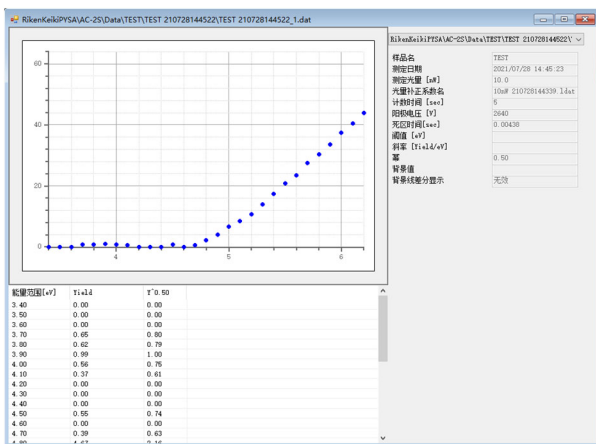 RikenKeikiPYSA\AC-2S\Data\TEST\TEST 210728144522\TEST 210728144522_1.dat
60
40
20
0
4
5
6
RikenKeikiPYSA\AC-2S\Data\TEST\TEST 210728144522\
样品名 TEST
测定日期 2021/07/28 14:45:23
测定光量 [nW] 10.0
光量补正系数名 10nW 210728144339.ldat
计数时间 [sec] 5
阳极电压 [V] 2640
死区时间[sec] 0.00438
阈值 [eV]
斜率 [Yield/eV]
幂 0.50
背景值
背景线差分显示 无效
能量范围[eV] Yield Y^0.50
3.40 0.00 0.00
3.50 0.00 0.00
3.60 0.00 0.00
3.70 0.65 0.80
3.80 0.62 0.79
3.90 0.99 1.00
4.00 0.56 0.75
4.10 0.37 0.61
4.20 0.00 0.00
4.30 0.00 0.00
4.40 0.00 0.00
4.50 0.55 0.74
4.60 0.00 0.00
4.70 0.39 0.63
4.80 4.67 2.16